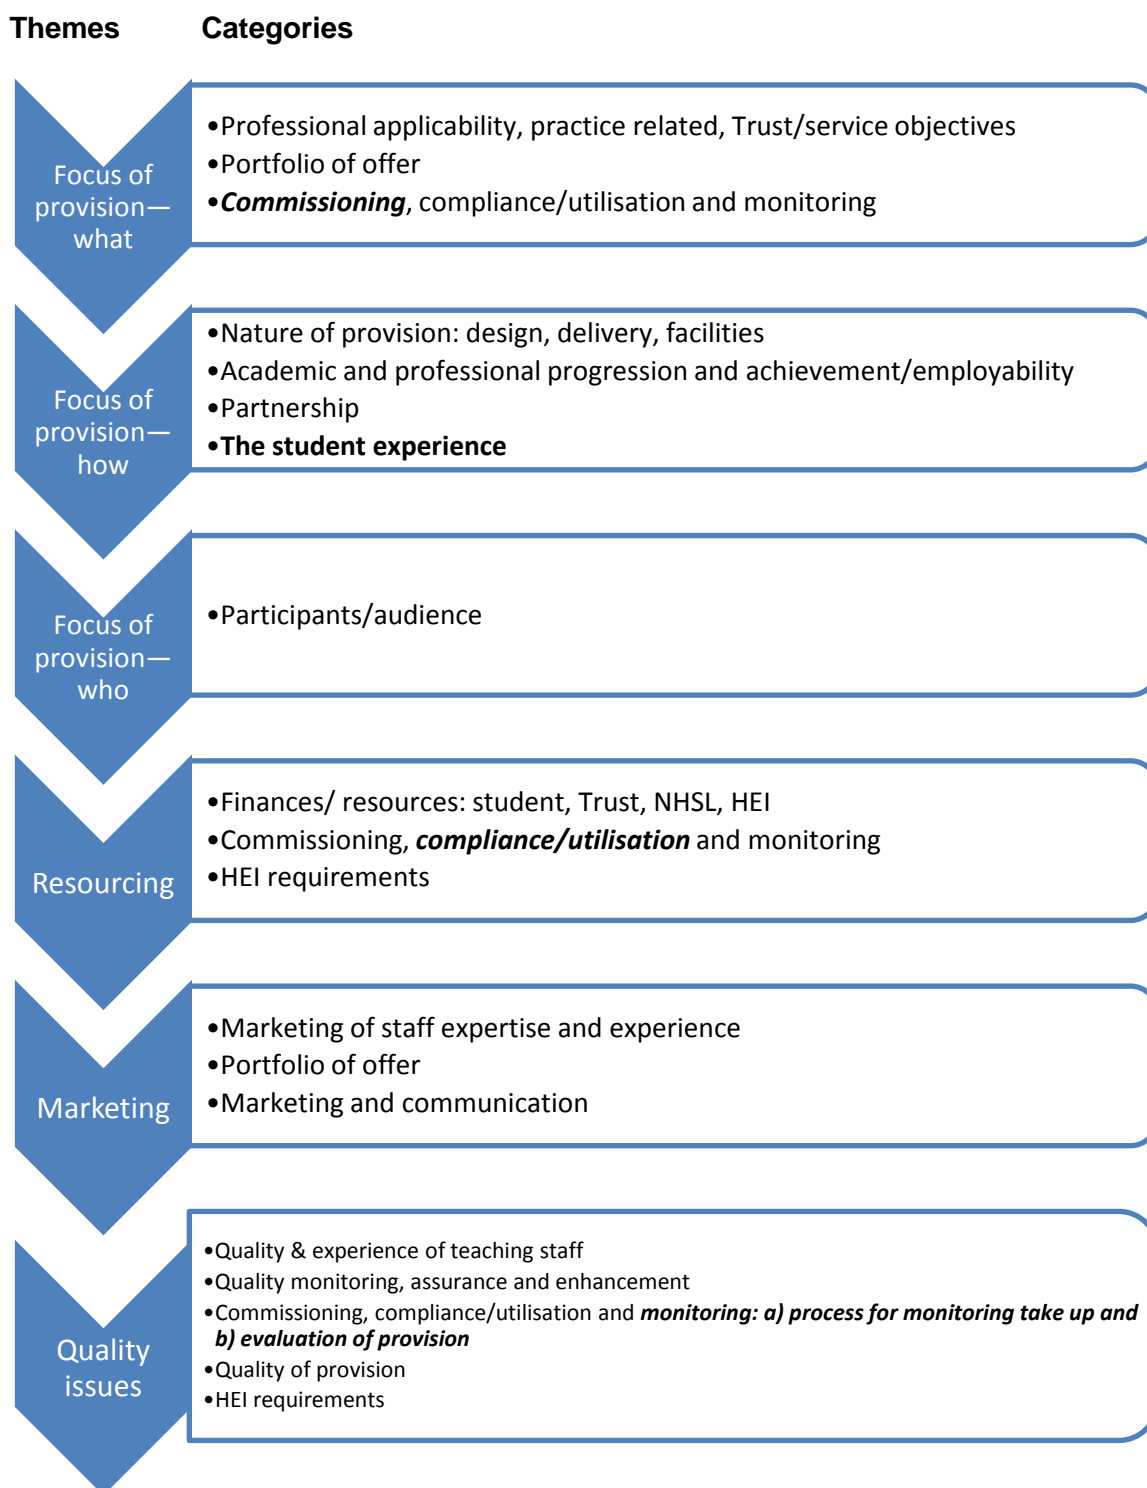 Themes Categories
Focus of
provision—
what
•Professional applicability, practice related, Trust/service objectives
•Portfolio of offer
•Commissioning, compliance/utilisation and monitoring
Focus of
provision—
how
•Nature of provision: design, delivery, facilities
•Academic and professional progression and achievement/employability
•Partnership
•The student experience
Focus of
provision—
who
•Participants/audience
Resourcing
•Finances/ resources: student, Trust, NHSL, HEI
•Commissioning, compliance/utilisation and monitoring
•HEI requirements
Marketing
•Marketing of staff expertise and experience
•Portfolio of offer
•Marketing and communication
Quality
issues
•Quality & experience of teaching staff
•Quality monitoring, assurance and enhancement
•Commissioning, compliance/utilisation and monitoring: a) process for monitoring take up and
b) evaluation of provision
•Quality of provision
•HEI requirements